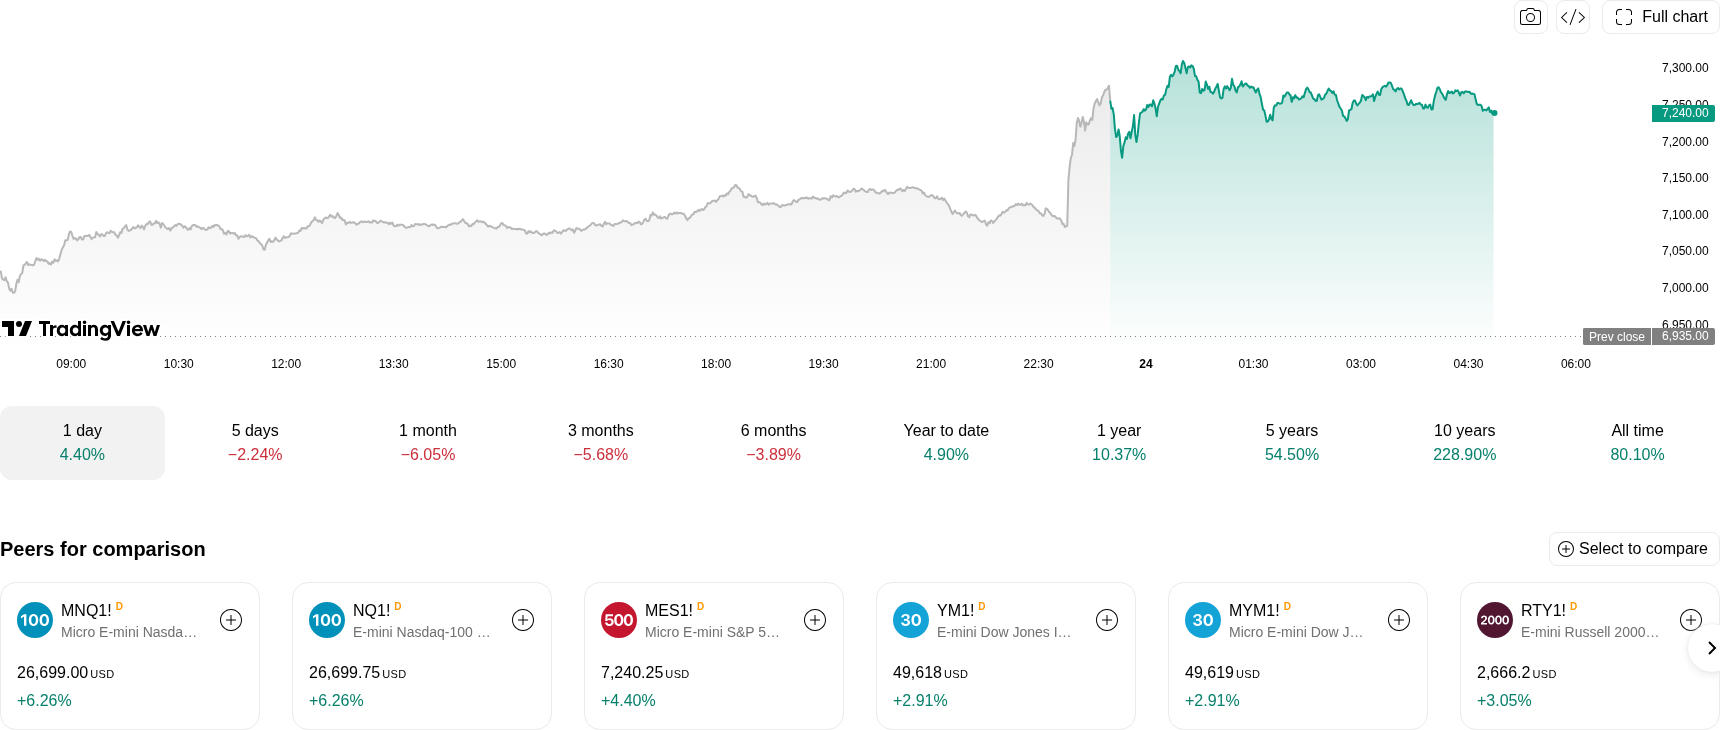 Full chart
7,300.00
7,250.00
7,240.00
7,200.00
7,150.00
7,100.00
7,050.00
7,000.00
6,950.00
Prev close 6,935.00
TradingView
09:00 10:30 12:00 13:30 15:00 16:30 18:00 19:30 21:00 22:30 24 01:30 03:00 04:30 06:00
1 day 5 days 1 month 3 months 6 months Year to date 1 year 5 years 10 years All time
4.40% −2.24% −6.05% −5.68% −3.89% 4.90% 10.37% 54.50% 228.90% 80.10%
Peers for comparison
Select to compare
100 MNQ1! D
Micro E-mini Nasda…
26,699.00 USD
+6.26%
100 NQ1! D
E-mini Nasdaq-100 …
26,699.75 USD
+6.26%
500 MES1! D
Micro E-mini S&P 5…
7,240.25 USD
+4.40%
30 YM1! D
E-mini Dow Jones I…
49,618 USD
+2.91%
30 MYM1! D
Micro E-mini Dow J…
49,619 USD
+2.91%
2000 RTY1! D
E-mini Russell 2000…
2,666.2 USD
+3.05%